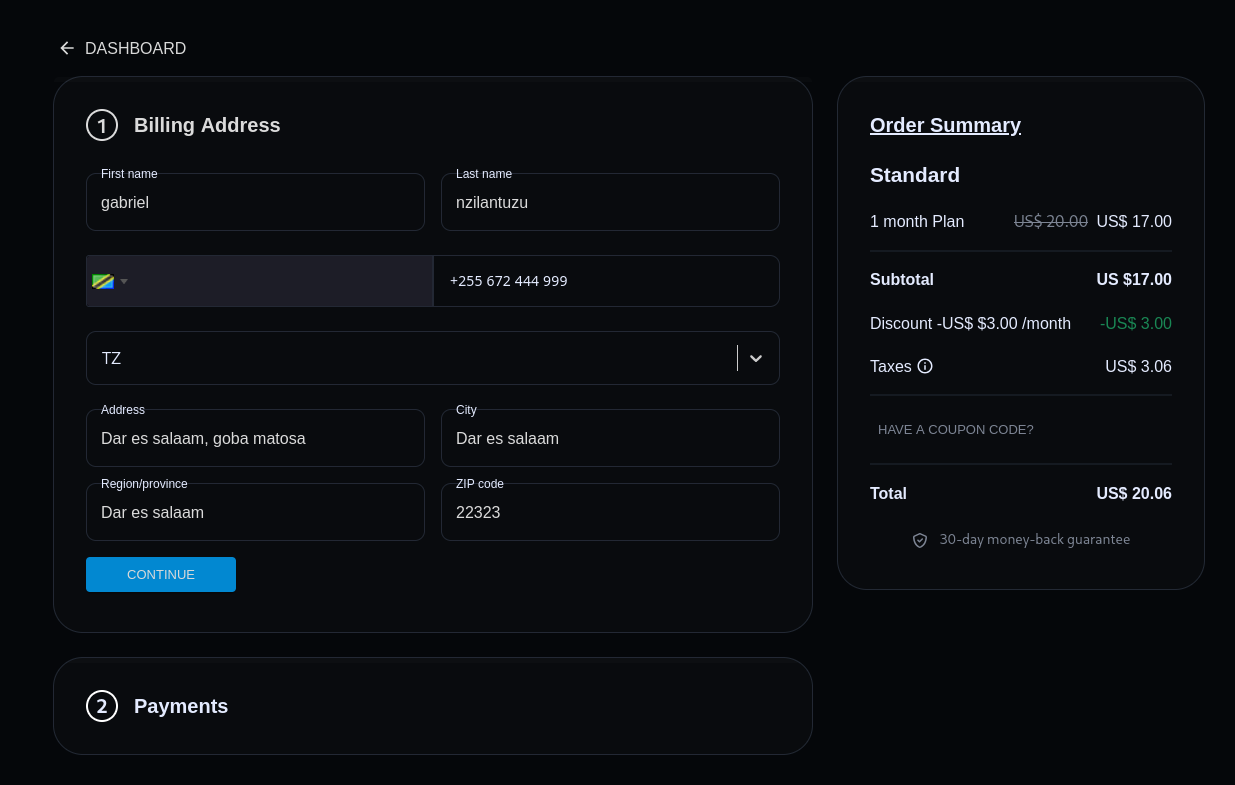 DASHBOARD
1 Billing Address
First name
gabriel
Last name
nzilantuzu
+255 672 444 999
TZ
Address
Dar es salaam, goba matosa
City
Dar es salaam
Region/province
Dar es salaam
ZIP code
22323
CONTINUE
2 Payments
Order Summary
Standard
1 month Plan US$ 20.00 US$ 17.00
Subtotal US $17.00
Discount -US$ $3.00 /month -US$ 3.00
Taxes US$ 3.06
HAVE A COUPON CODE?
Total US$ 20.06
30-day money-back guarantee